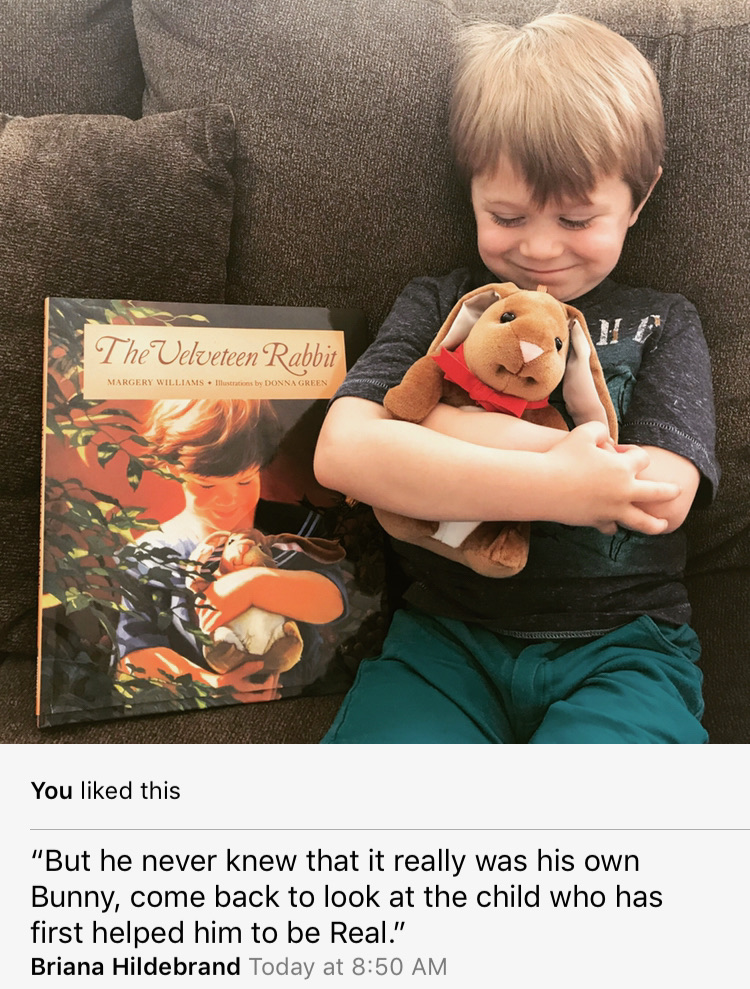 The Velveteen Rabbit
MARGERY WILLIAMS • Illustrations by DONNA GREEN
You liked this
“But he never knew that it really was his own
Bunny, come back to look at the child who has
first helped him to be Real.”
Briana Hildebrand Today at 8:50 AM